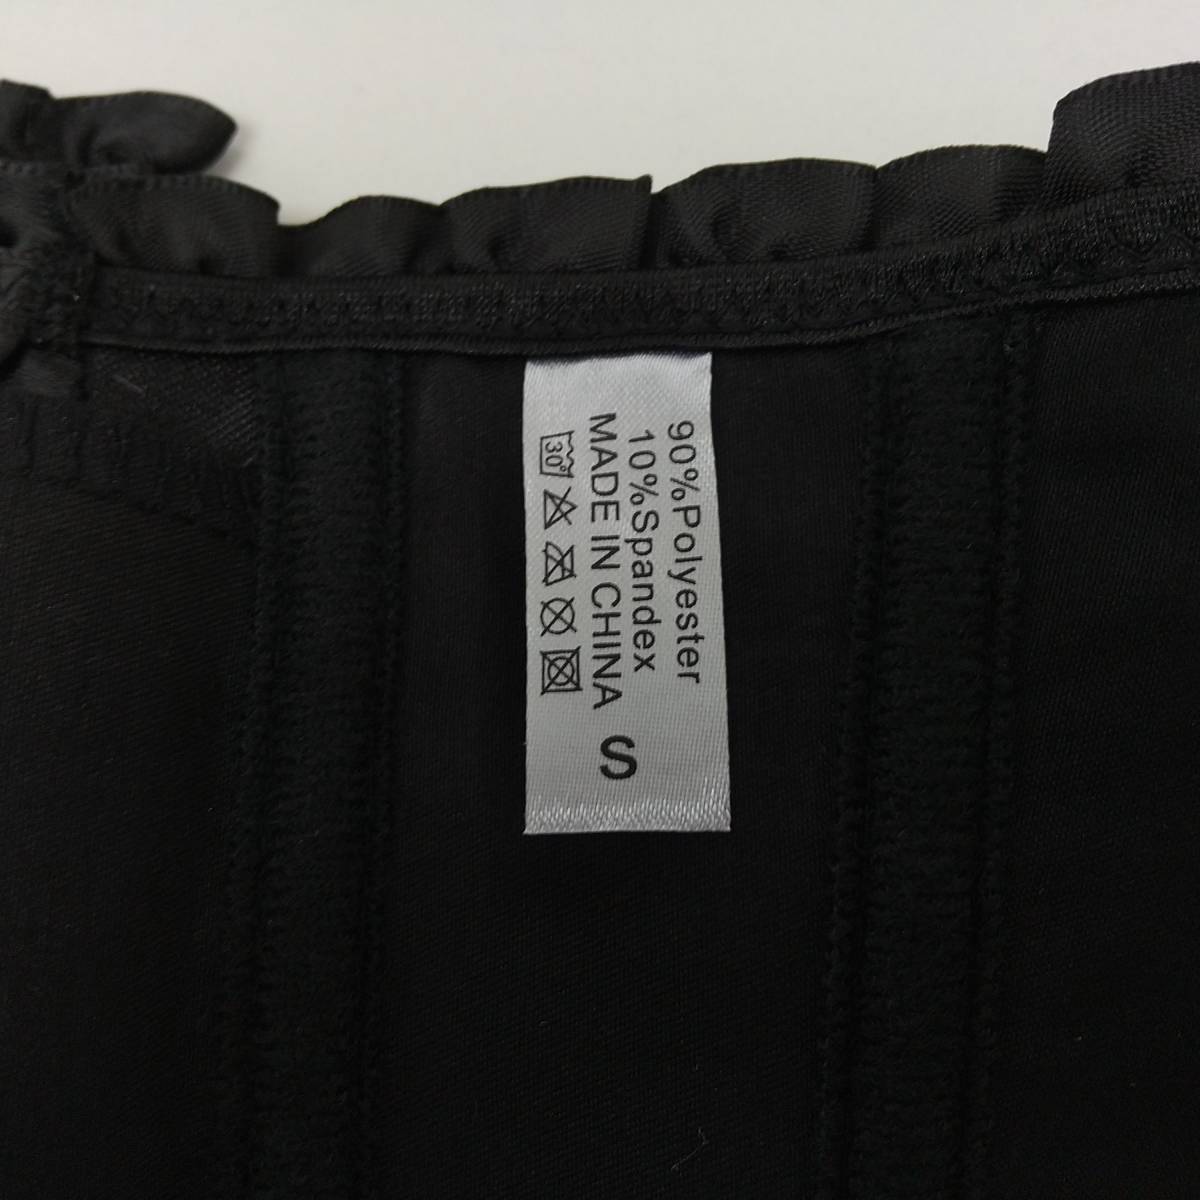 90%Polyester
10%Spandex
MADE IN CHINA S
30°